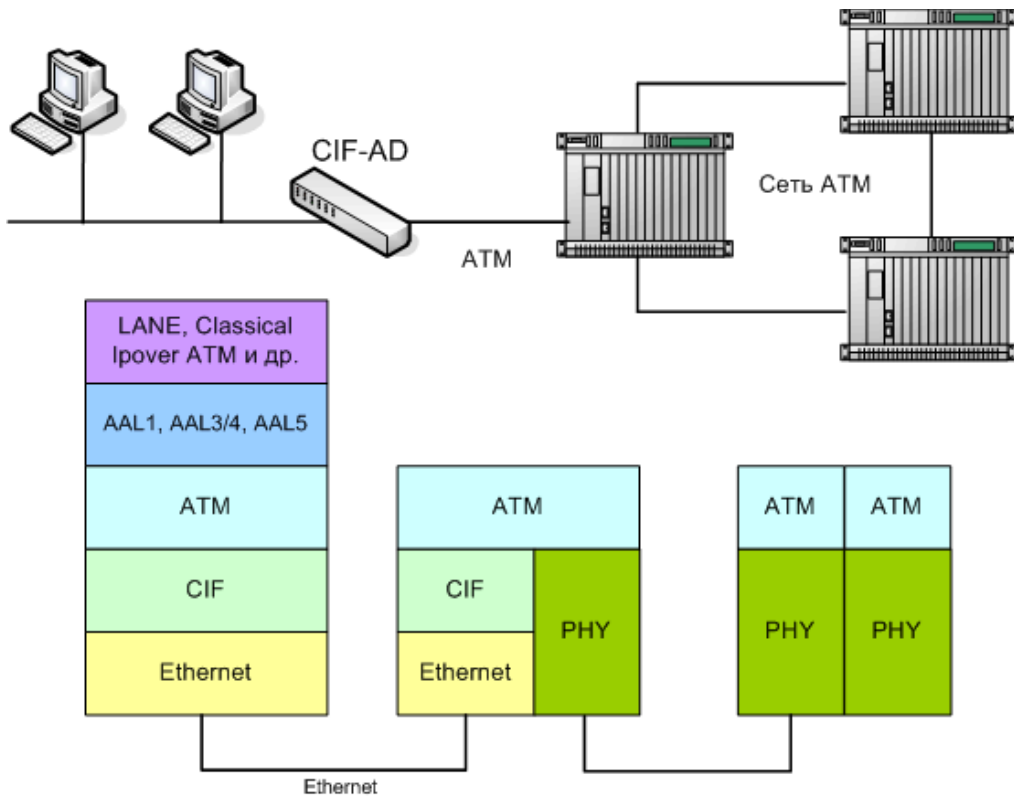 CIF-AD
Сеть ATM
ATM
LANE, Classical
Ipover ATM и др.
AAL1, AAL3/4, AAL5
ATM
CIF
Ethernet
ATM
CIF
PHY
Ethernet
ATM
ATM
PHY
PHY
Ethernet